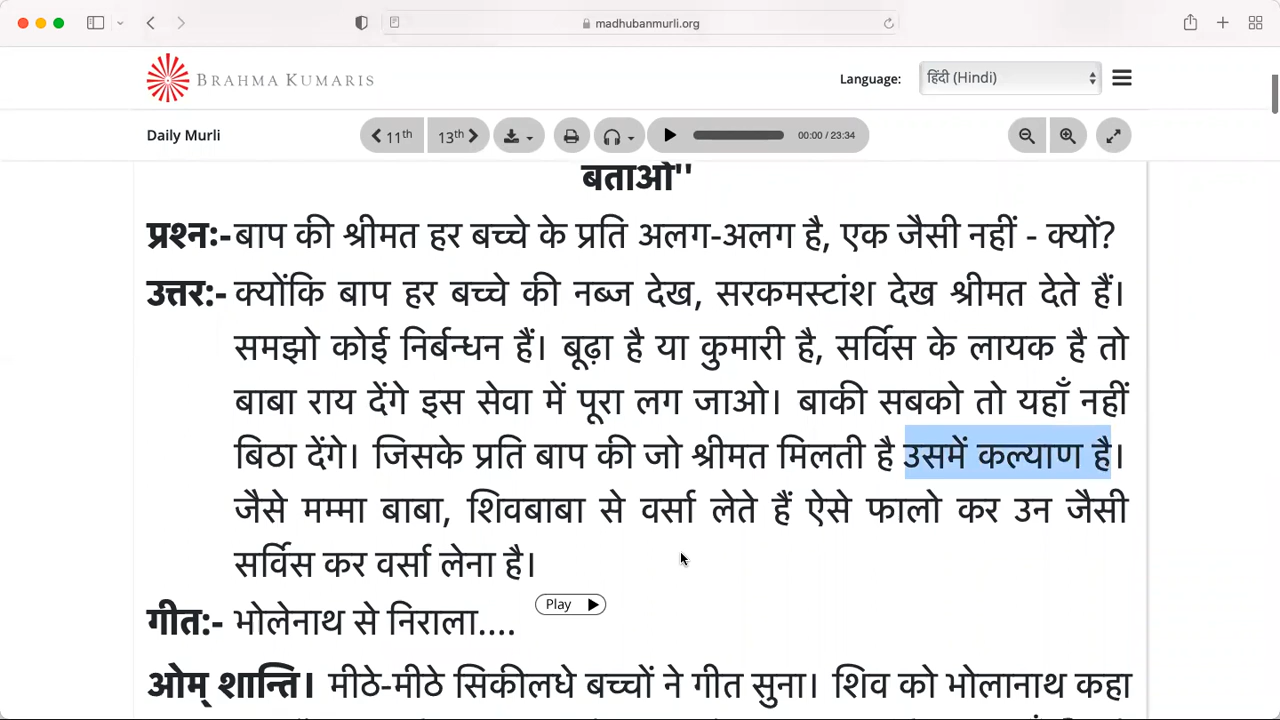 madhubanmurli.org
BRAHMA KUMARIS
Language:
हिंदी (Hindi)
Daily Murli
11th
13th
00:00 / 23:34
बताओ''
प्रश्नः- बाप की श्रीमत हर बच्चे के प्रति अलग-अलग है, एक जैसी नहीं - क्यों?
उत्तर:- क्योंकि बाप हर बच्चे की नब्ज देख, सरकमस्टांश देख श्रीमत देते हैं।
समझो कोई निर्बन्धन हैं। बूढ़ा है या कुमारी है, सर्विस के लायक है तो
बाबा राय देंगे इस सेवा में पूरा लग जाओ। बाकी सबको तो यहाँ नहीं
बिठा देंगे। जिसके प्रति बाप की जो श्रीमत मिलती है उसमें कल्याण है।
जैसे मम्मा बाबा, शिवबाबा से वर्सा लेते हैं ऐसे फालो कर उन जैसी
सर्विस कर वर्सा लेना है।
Play
गीत:- भोलेनाथ से निराला....
ओम् शान्ति। मीठे-मीठे सिकीलधे बच्चों ने गीत सुना। शिव को भोलानाथ कहा